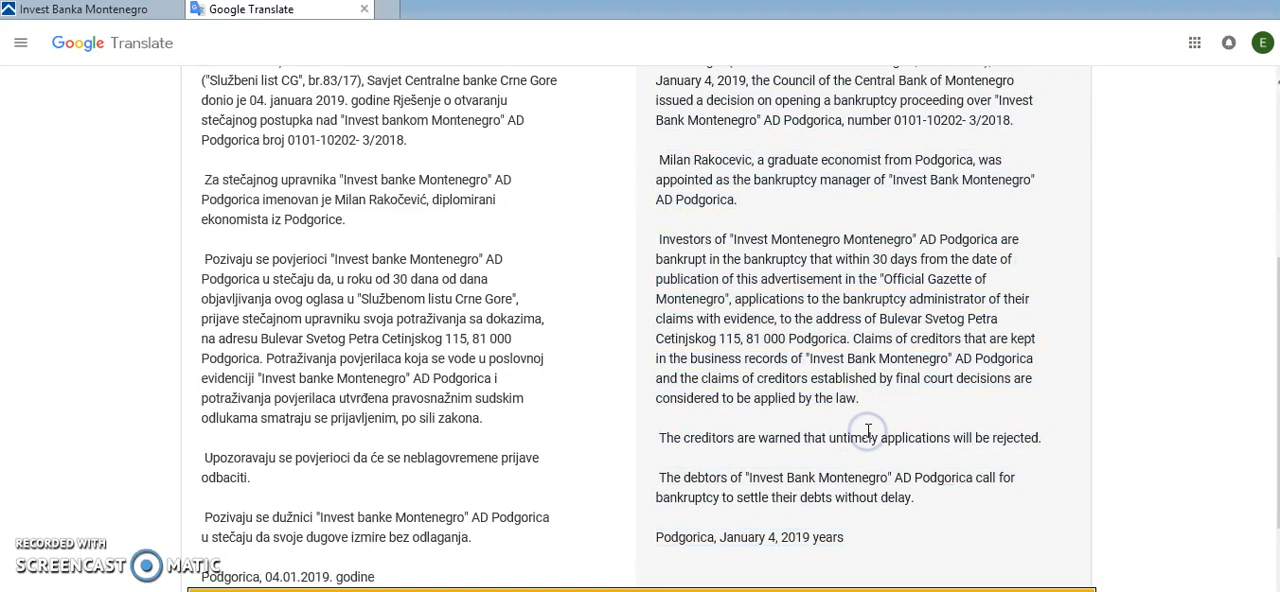 Invest Banka Montenegro
Google Translate
Google Translate
E
("Službeni list CG", br.83/17), Savjet Centralne banke Crne Gore
donio je 04. januara 2019. godine Rješenje o otvaranju
stečajnog postupka nad "Invest bankom Montenegro" AD
Podgorica broj 0101-10202- 3/2018.
Za stečajnog upravnika "Invest banke Montenegro" AD
Podgorica imenovan je Milan Rakočević, diplomirani
ekonomista iz Podgorice.
Pozivaju se povjerioci "Invest banke Montenegro" AD
Podgorica u stečaju da, u roku od 30 dana od dana
objavljivanja ovog oglasa u "Službenom listu Crne Gore",
prijave stečajnom upravniku svoja potraživanja sa dokazima,
na adresu Bulevar Svetog Petra Cetinjskog 115, 81 000
Podgorica. Potraživanja povjerilaca koja se vode u poslovnoj
evidenciji "Invest banke Montenegro" AD Podgorica i
potraživanja povjerilaca utvrđena pravosnažnim sudskim
odlukama smatraju se prijavljenim, po sili zakona.
Upozoravaju se povjerioci da će se neblagovremene prijave
odbaciti.
Pozivaju se dužnici "Invest banke Montenegro" AD Podgorica
u stečaju da svoje dugove izmire bez odlaganja.
Podgorica, 04.01.2019. godine
January 4, 2019, the Council of the Central Bank of Montenegro
issued a decision on opening a bankruptcy proceeding over "Invest
Bank Montenegro" AD Podgorica, number 0101-10202- 3/2018.
Milan Rakocevic, a graduate economist from Podgorica, was
appointed as the bankruptcy manager of "Invest Bank Montenegro"
AD Podgorica.
Investors of "Invest Montenegro Montenegro" AD Podgorica are
bankrupt in the bankruptcy that within 30 days from the date of
publication of this advertisement in the "Official Gazette of
Montenegro", applications to the bankruptcy administrator of their
claims with evidence, to the address of Bulevar Svetog Petra
Cetinjskog 115, 81 000 Podgorica. Claims of creditors that are kept
in the business records of "Invest Bank Montenegro" AD Podgorica
and the claims of creditors established by final court decisions are
considered to be applied by the law.
The creditors are warned that untimely applications will be rejected.
The debtors of "Invest Bank Montenegro" AD Podgorica call for
bankruptcy to settle their debts without delay.
Podgorica, January 4, 2019 years
RECORDED WITH
SCREENCAST MATIC